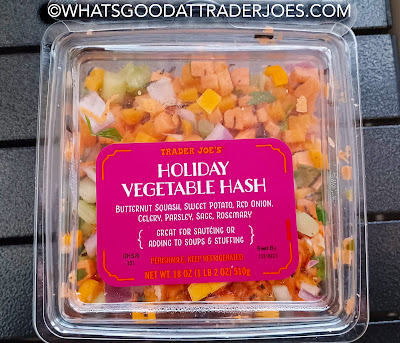 ©WHATSGOODATTRADERJOES.COM
TRADER JOE'S
HOLIDAY
VEGETABLE HASH
BUTTERNUT SQUASH, SWEET POTATO, RED ONION,
CELERY, PARSLEY, SAGE, ROSEMARY
{ GREAT FOR SAUTÉING OR
ADDING TO SOUPS & STUFFING }
PERISHABLE, KEEP REFRIGERATED
NET WT. 18 OZ (1 LB 2 OZ) 510g